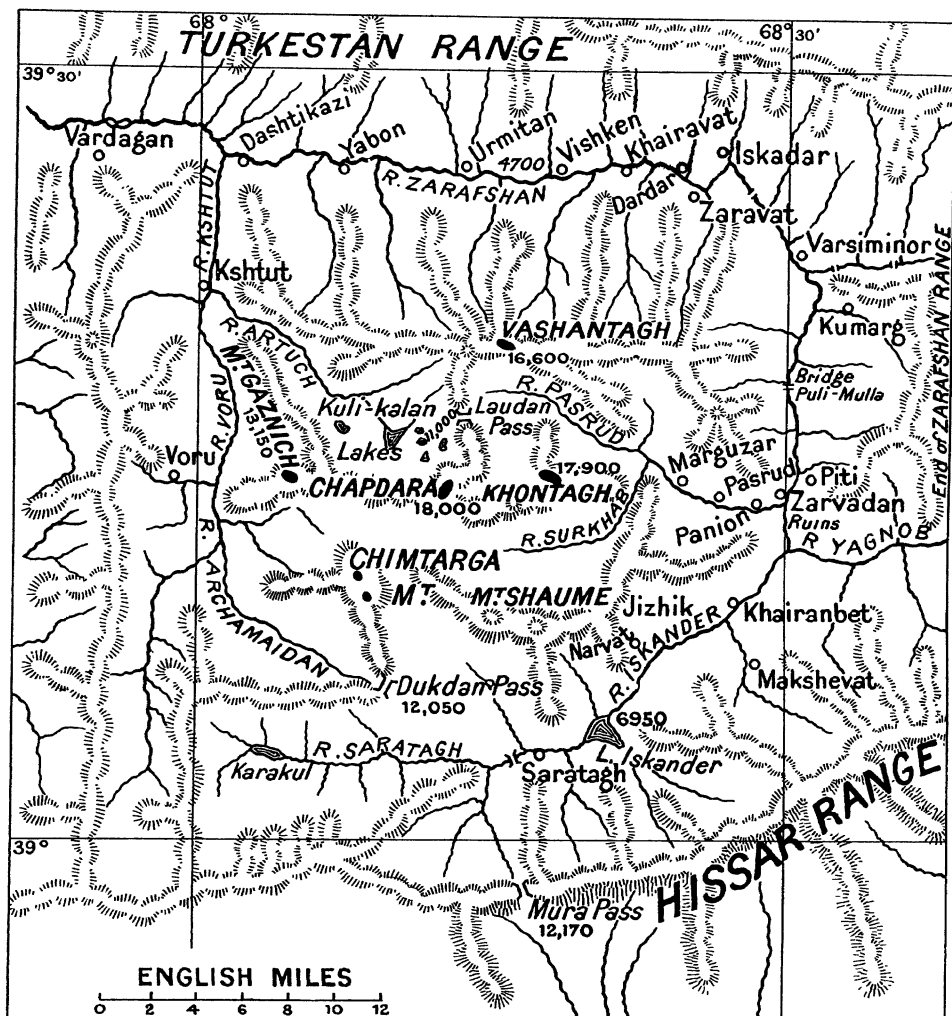 68°
68° 30'
TURKESTAN RANGE
39° 30'
Vardagan
Dashtikazi
Yabon
Urmitan
4700
Vishken
Khairavat
Iskadar
R. ZARAFSHAN
Dardar
Zaravat
R. KSHTUT
Varsiminor
Kshtut
Kumarg
End of ZARAFSHAN RANGE
VASHANTAGH
16,600
R. ARTUCH
Bridge
Puli-Mulla
R. PASRUD
MT GAZNICH
13,150
R. VORU
Kuli-kalan
Lakes
11,000
Laudan
Pass
Marguzar
Voru
17,900
Pasrud
Piti
CHAPDARA
18,000
KHONTAGH
Zarvadan
Ruins
Panion
R. SURKHAB
R YAGNOB
CHIMTARGA
MT.
MT SHAUME
Jizhik
Khairanbet
R. ARCHAMAIDAN
Narvat
R. ISKANDER
Makshevat
Dukdan Pass
12,050
6950
R. SARATAGH
Karakul
Saratagh
L. Iskander
39°
HISSAR RANGE
Mura Pass
12,170
ENGLISH MILES
0 2 4 6 8 10 12